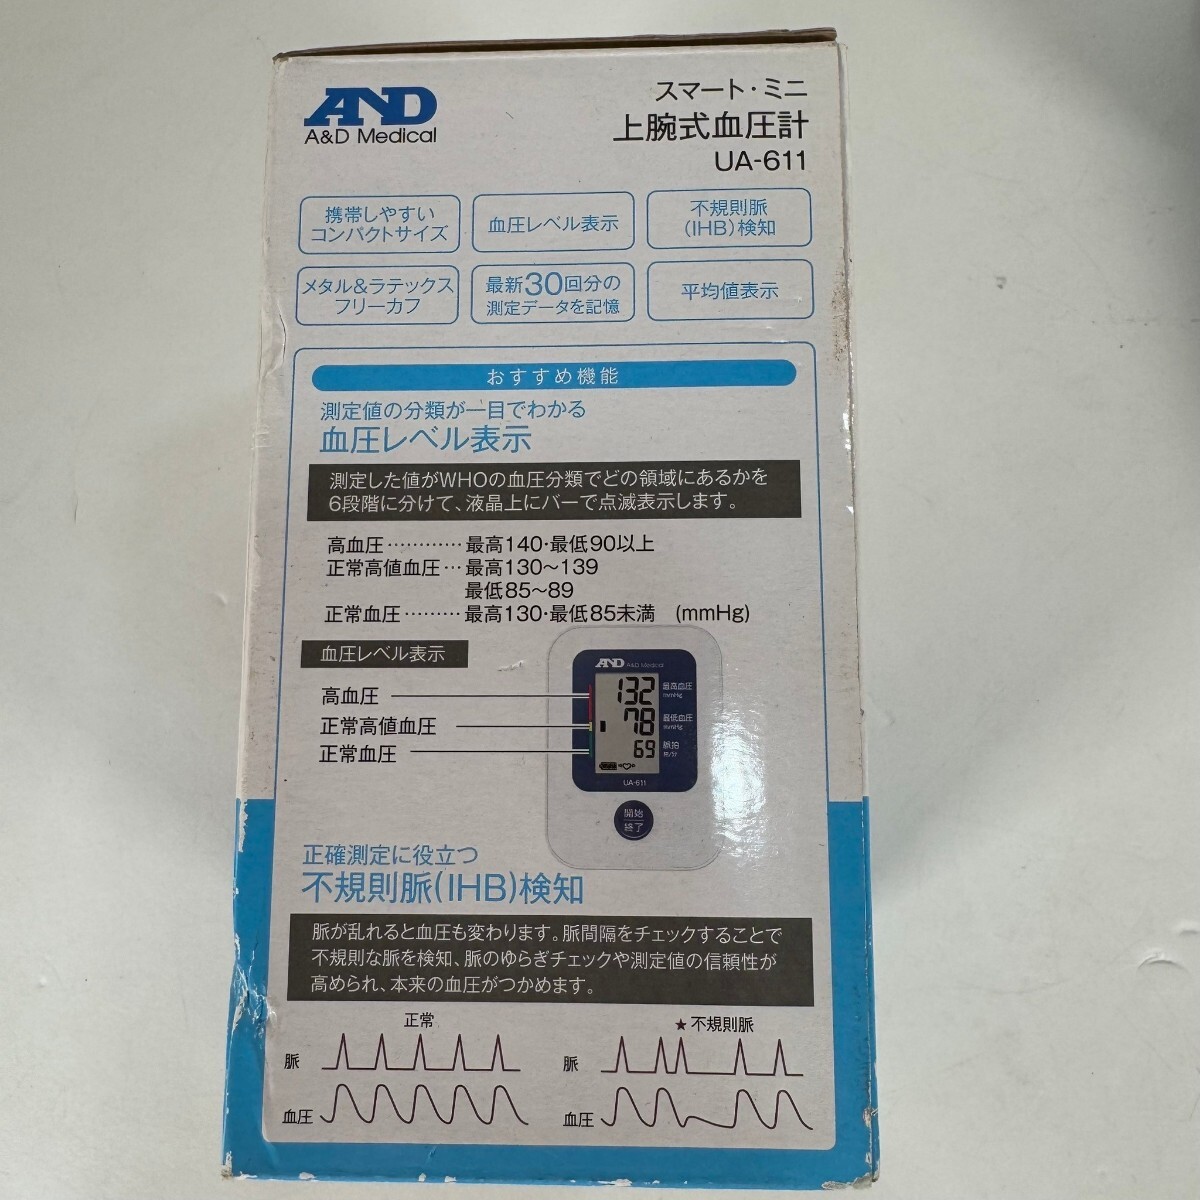 AND
A&D Medical
スマート・ミニ
上腕式血圧計
UA-611
携帯しやすい
コンパクトサイズ
血圧レベル表示
不規則脈
(IHB)検知
メタル&ラテックス
フリーカフ
最新30回分の
測定データを記憶
平均値表示
おすすめ機能
測定値の分類が一目でわかる
血圧レベル表示
測定した値がWHOの血圧分類でどの領域にあるかを
6段階に分けて、液晶上にバーで点滅表示します。
高血圧…………最高140・最低90以上
正常高値血圧…最高130〜139
最低85〜89
正常血圧………最高130・最低85未満 (mmHg)
血圧レベル表示
高血圧
正常高値血圧
正常血圧
AND A&D Medical
132
最高血圧
mmHg
78
最低血圧
mmHg
69
脈拍
拍/分
UA-611
開始
終了
正確測定に役立つ
不規則脈(IHB)検知
脈が乱れると血圧も変わります。脈間隔をチェックすることで
不規則な脈を検知、脈のゆらぎチェックや測定値の信頼性が
高められ、本来の血圧がつかめます。
正常
脈
血圧
★不規則脈
脈
血圧